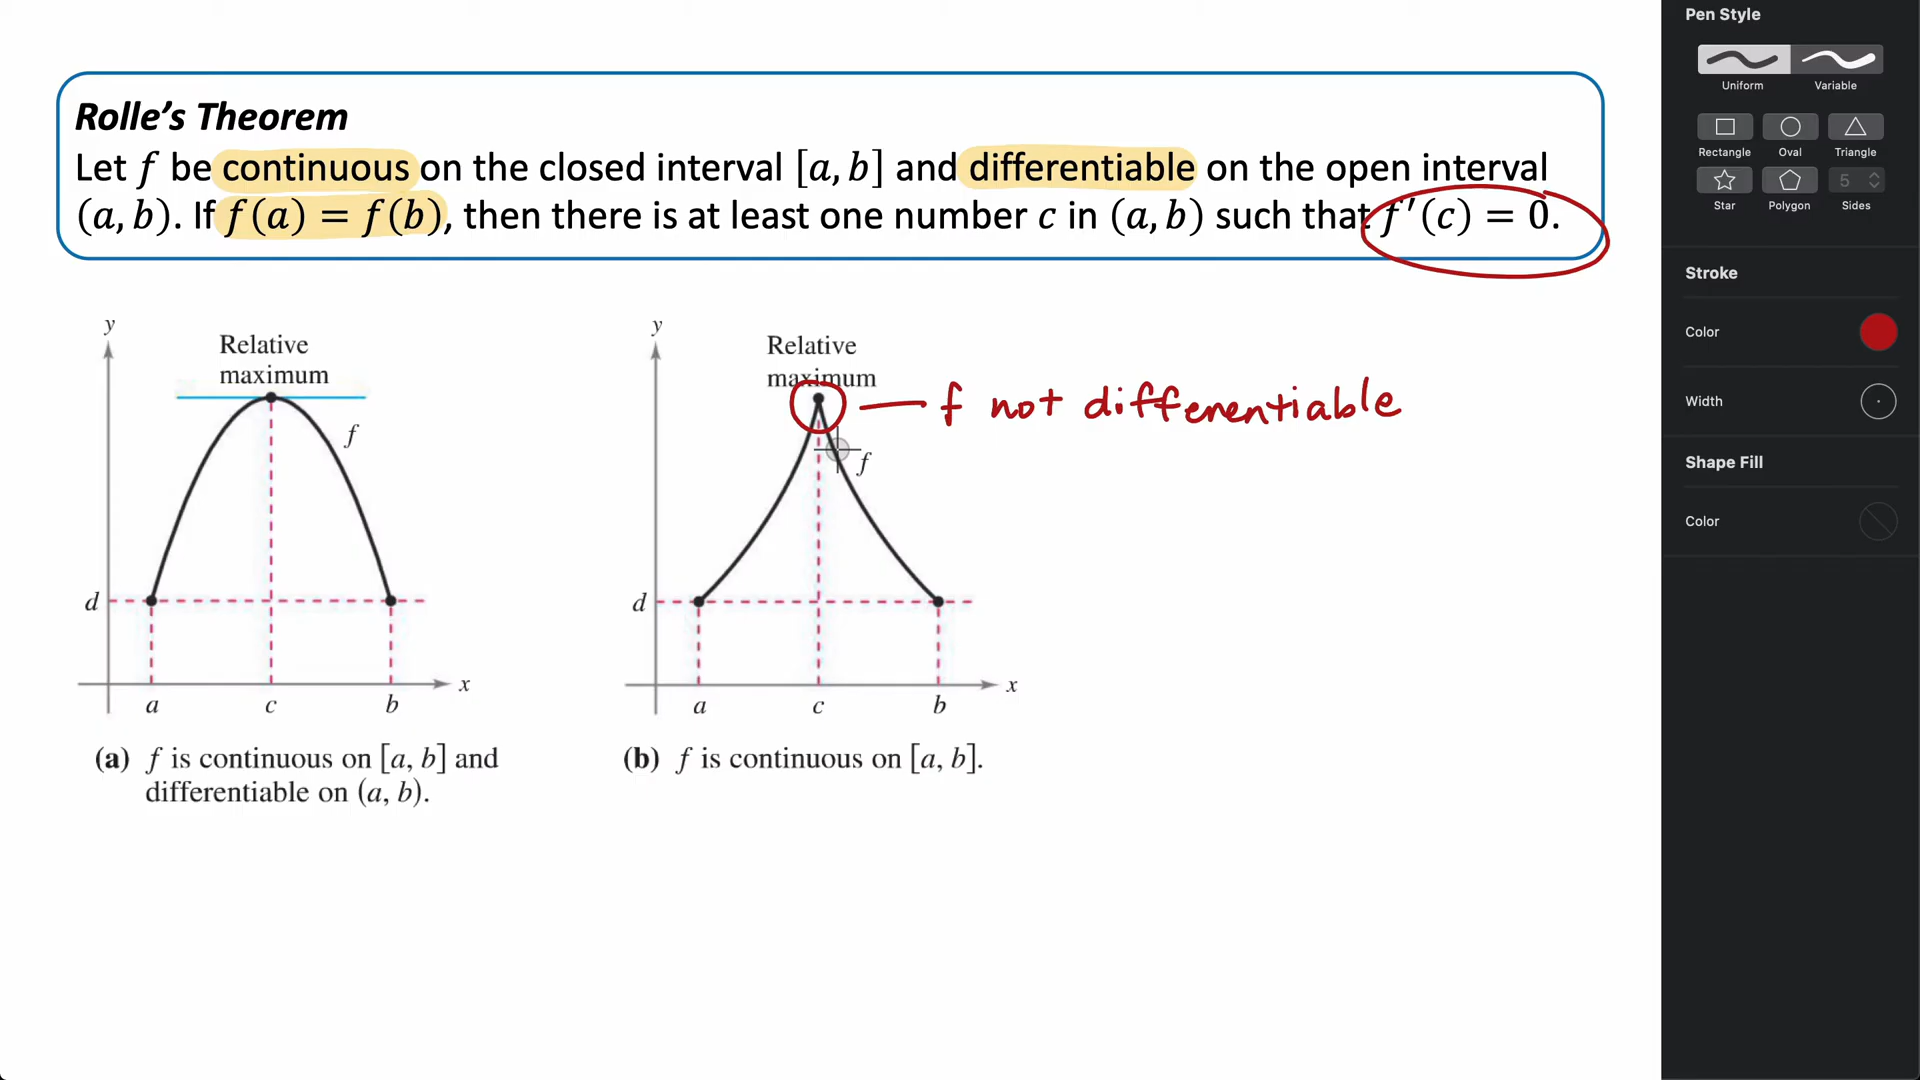 Rolle’s Theorem
Let f be continuous on the closed interval [a, b] and differentiable on the open interval
(a, b). If f(a) = f(b), then there is at least one number c in (a, b) such that f′(c) = 0.
y
Relative
maximum
f
d
x
a c b
(a) f is continuous on [a, b] and
differentiable on (a, b).
y
Relative
maximum
f not differentiable
f
d
x
a c b
(b) f is continuous on [a, b].
Pen Style
Uniform Variable
Rectangle Oval Triangle
5
Star Polygon Sides
Stroke
Color
Width
Shape Fill
Color